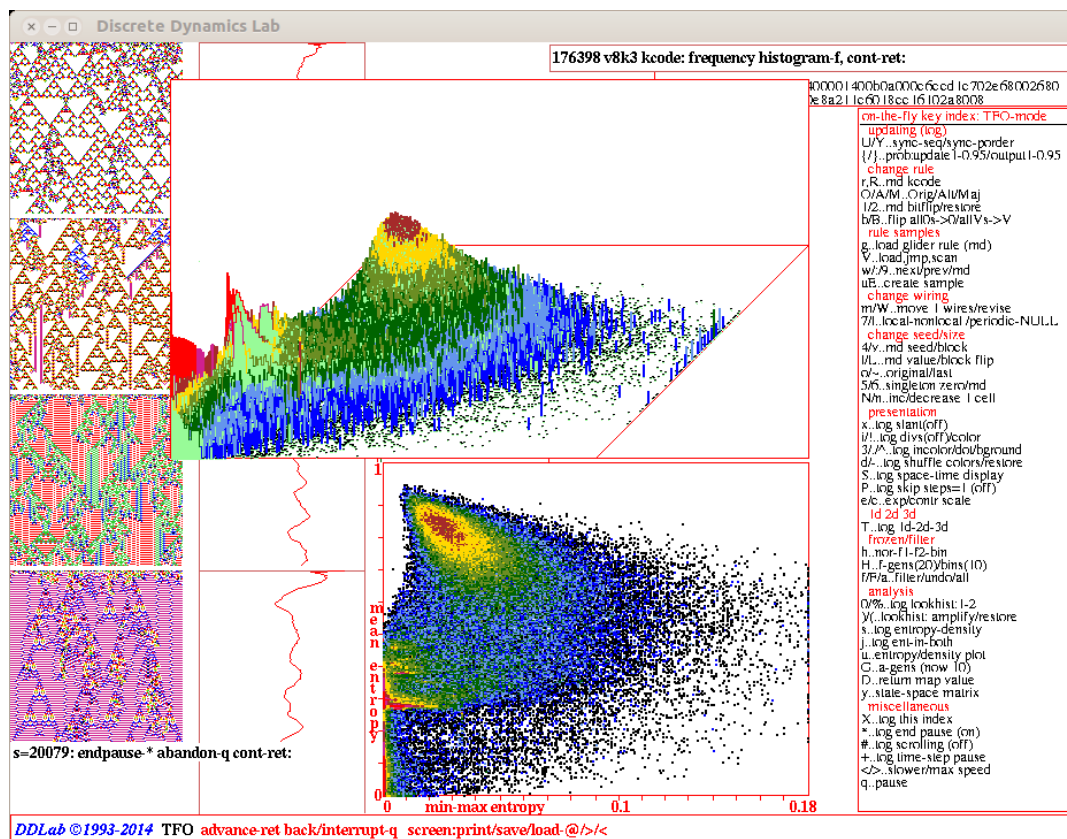 Discrete Dynamics Lab
176398 v8k3 kcode: frequency histogram-f, cont-ret:
on-the-fly key index: TFO-mode
updating (tog)
U/Y..sync-seq/sync-porder
{/}..prob:update1-0.95/output1-0.95
change rule
r,R..rnd kcode
O/A/M..Orig/Alt/Maj
1/2..rnd bitflip/restore
b/B..flip all0s->0/allVs->V
rule samples
g..load glider rule (rnd)
V..load,jmp,scan
w/:/9..next/prev/rnd
uE..create sample
change wiring
m/W..move 1 wires/revise
7/l..local-nonlocal/periodic-NULL
change seed/size
4/v..rnd seed/block
I/L..rnd value/block flip
o/~..original/last
5/6..singleton zero/rnd
N/n..inc/decrease 1 cell
presentation
x..tog slant(off)
i/!..tog divs(off)/color
3/./^..tog incolor/dot/bground
d/-..tog shuffle colors/restore
S..tog space-time display
P..tog skip steps=1 (off)
e/c..exp/contr scale
1d 2d 3d
T..tog 1d-2d-3d
frozen/filter
h..nor-f1-f2-bin
H..f-gens(20)/bins(10)
f/F/a..filter/undo/all
analysis
0/%..tog lookhist: 1-2
)/(..lookhist: amplify/restore
s..tog entropy-density
j..tog ent-in-both
u..entropy/density plot
G..a-gens (now 10)
D..return map value
y..state-space matrix
miscellaneous
X..tog this index
*..tog end pause (on)
#..tog scrolling (off)
+..tog time-step pause
</>..slower/max speed
q..pause
1
mean entropy
0
0
min-max entropy
0.1
0.18
s=20079: endpause-* abandon-q cont-ret:
DDLab ©1993-2014 TFO advance-ret back/interrupt-q screen:print/save/load-@/>/<